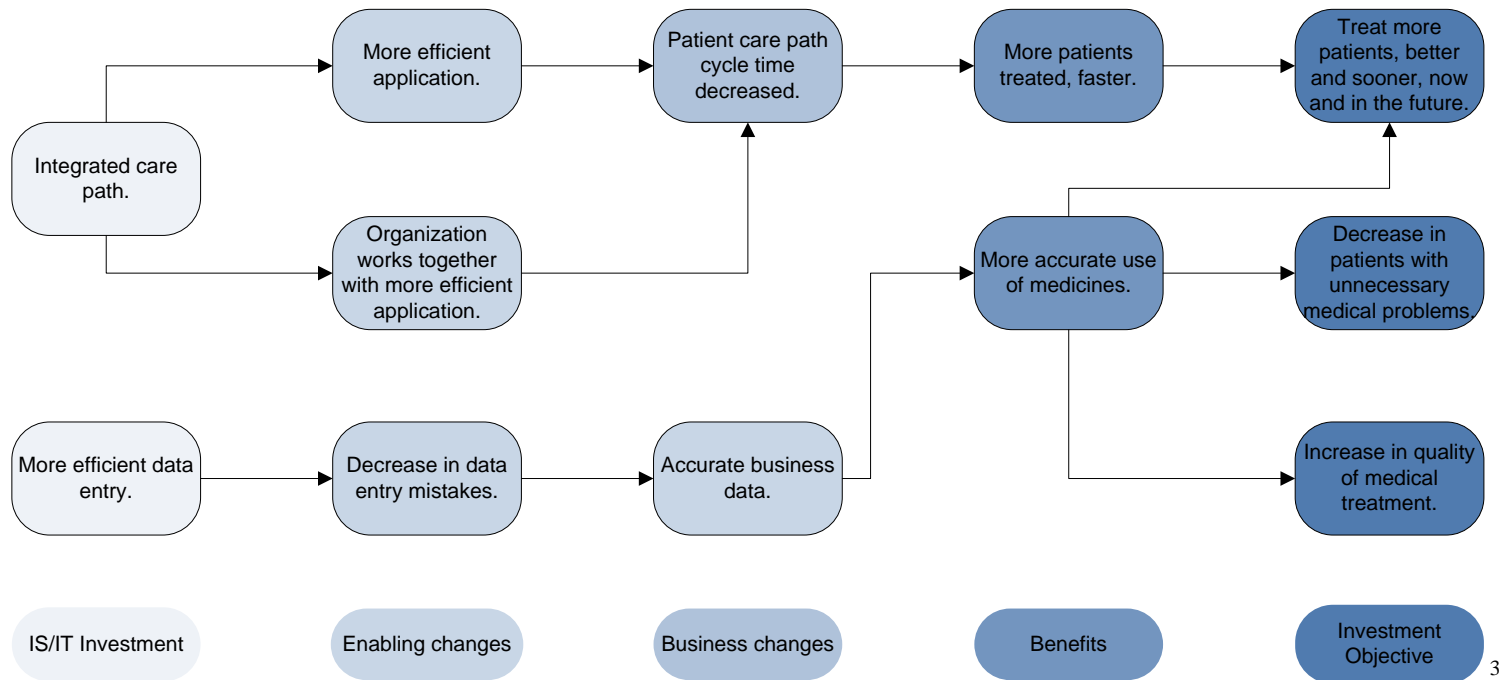 More efficient
application.
Patient care path
cycle time
decreased.
More patients
treated, faster.
Treat more
patients, better
and sooner, now
and in the future.
Integrated care
path.
Organization
works together
with more efficient
application.
More accurate use
of medicines.
Decrease in
patients with
unnecessary
medical problems.
More efficient data
entry.
Decrease in data
entry mistakes.
Accurate business
data.
Increase in quality
of medical
treatment.
IS/IT Investment
Enabling changes
Business changes
Benefits
Investment
Objective
3